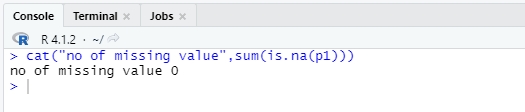 Console Terminal × Jobs ×
R 4.1.2 · ~/
> cat("no of missing value",sum(is.na(p1)))
no of missing value 0
>